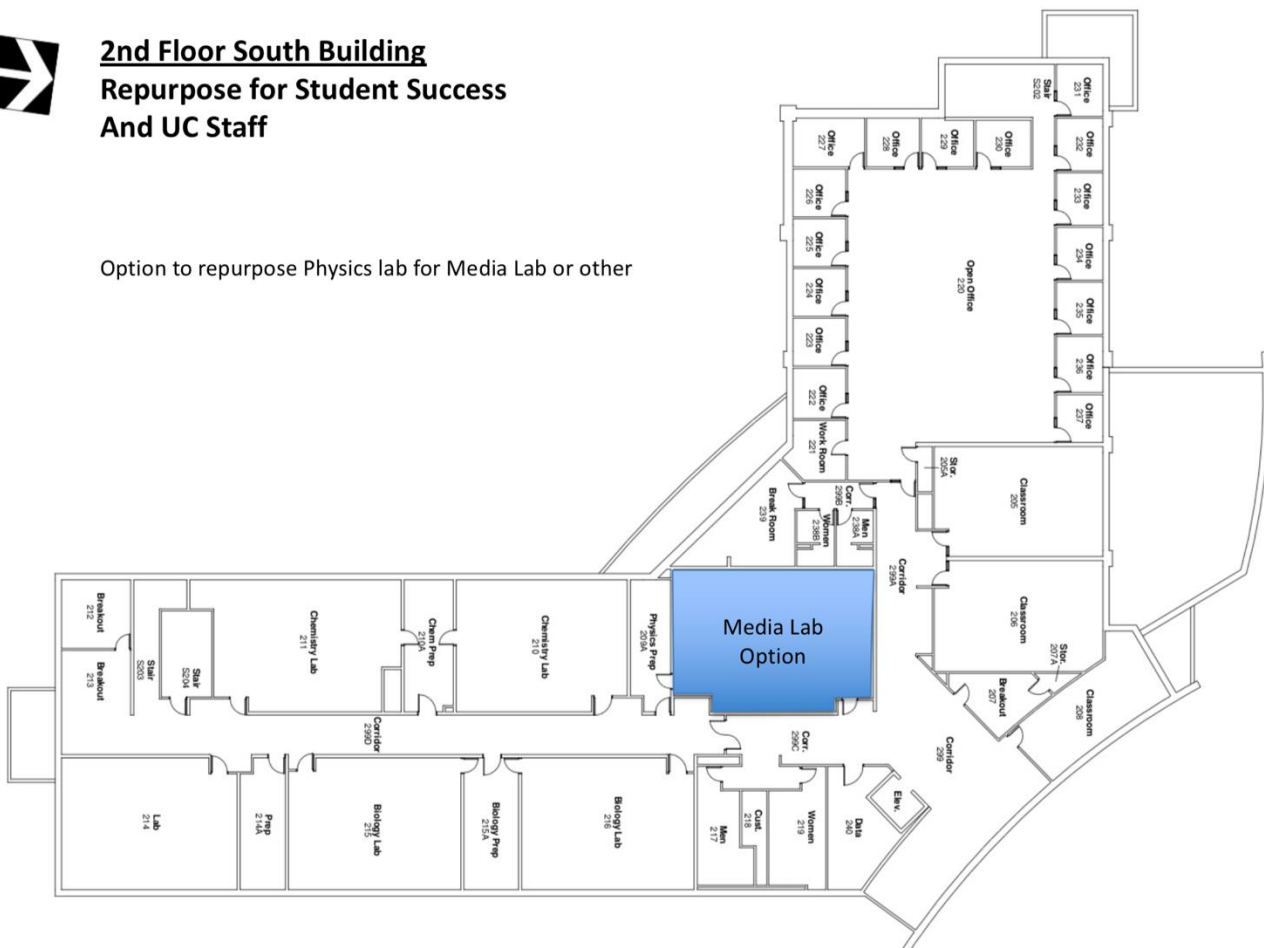 2nd Floor South Building
Repurpose for Student Success
And UC Staff
Option to repurpose Physics lab for Media Lab or other
Stair
S202
Office
231
Office
227
Office
228
Office
229
Office
230
Office
232
Office
226
Office
233
Office
225
Office
234
Open Office
220
Office
224
Office
235
Office
223
Office
236
Office
222
Office
237
Work Room
221
Stor.
205A
Classroom
205
Break Room
239
Corr.
299B
Women
238B
Men
238A
Corridor
299A
Classroom
206
Stor.
207A
Breakout
207
Classroom
208
Breakout
212
Breakout
213
Stair
S203
Stair
S204
Chemistry Lab
211
Chem Prep
210A
Chemistry Lab
210
Physics Prep
209A
Media Lab
Option
Corridor
299D
Corr.
299C
Corridor
299
Lab
214
Prep
214A
Biology Lab
215
Biology Prep
215A
Biology Lab
216
Men
217
Cust.
218
Women
219
Data
240
Elev.